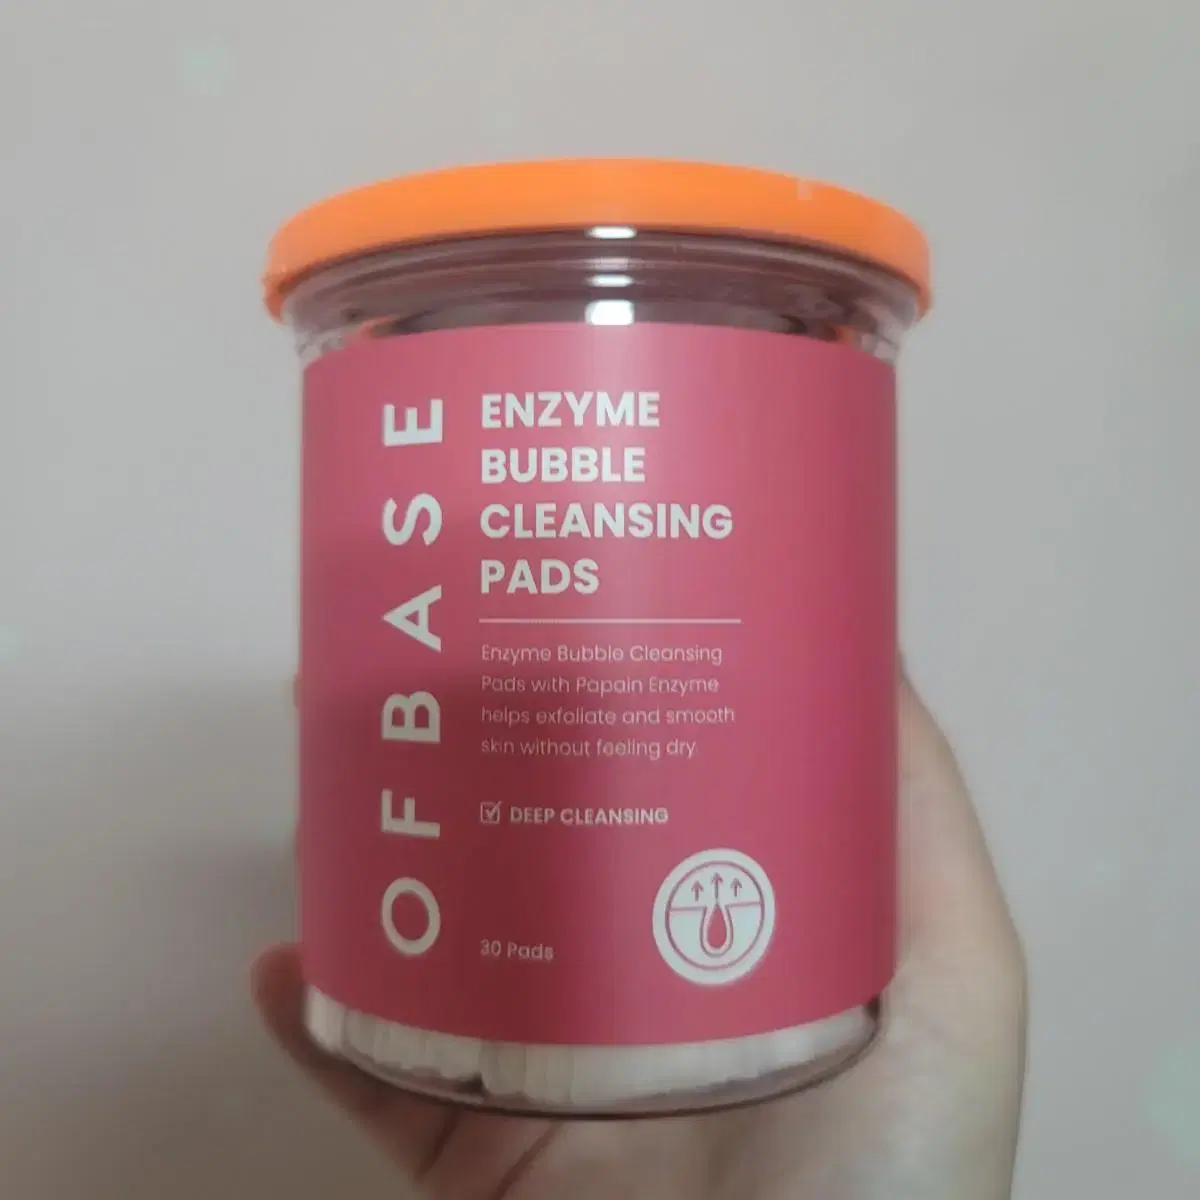 OFBASE
ENZYME
BUBBLE
CLEANSING
PADS
Enzyme Bubble Cleansing
Pads with Papain Enzyme
helps exfoliate and smooth
skin without feeling dry.
DEEP CLEANSING
30 Pads